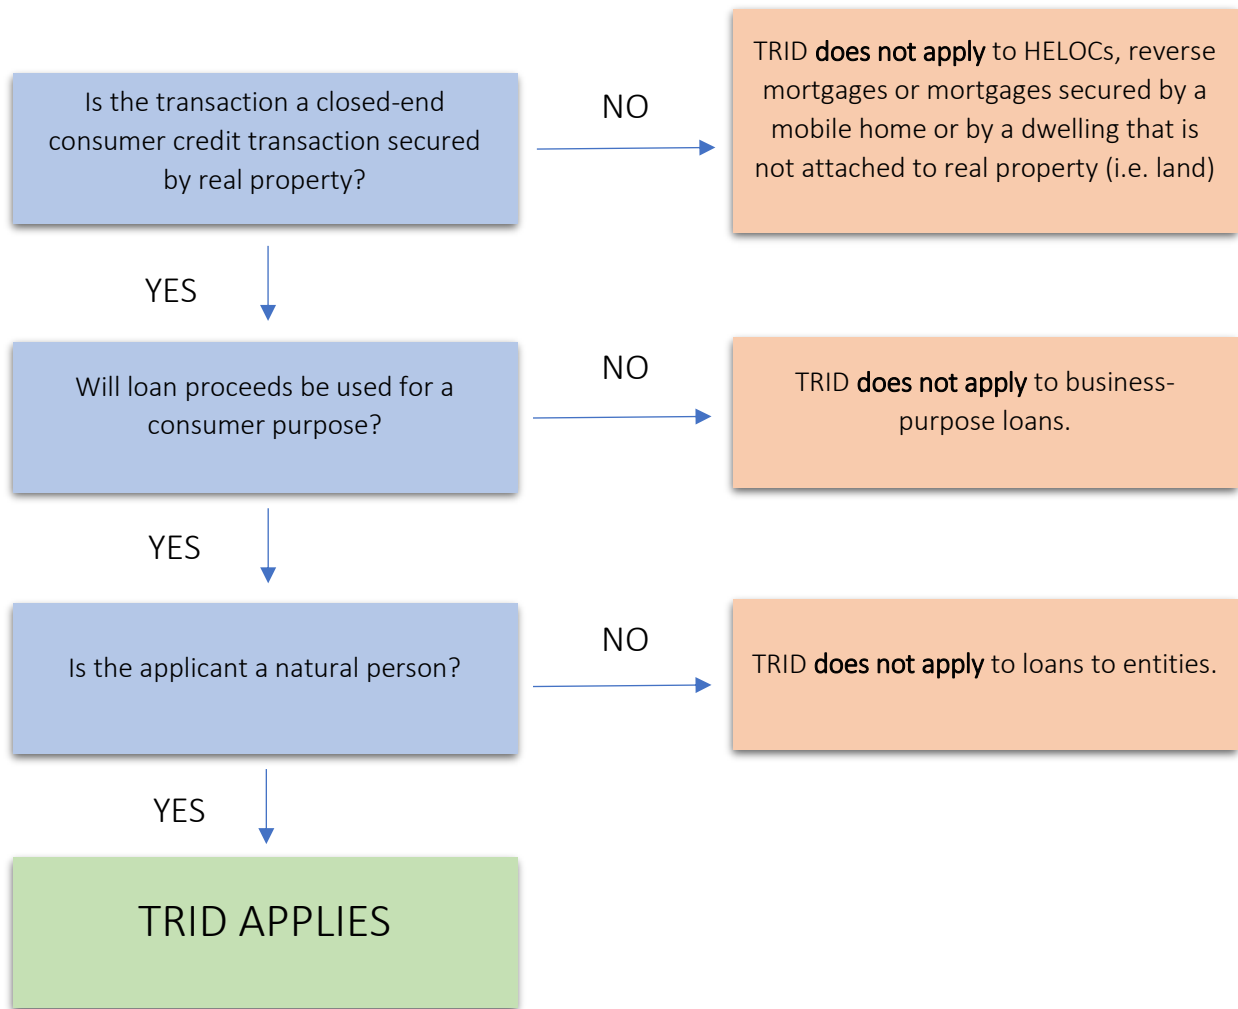 Is the transaction a closed-end
consumer credit transaction secured
by real property?
NO
TRID does not apply to HELOCs, reverse
mortgages or mortgages secured by a
mobile home or by a dwelling that is
not attached to real property (i.e. land)
YES
Will loan proceeds be used for a
consumer purpose?
NO
TRID does not apply to business-
purpose loans.
YES
Is the applicant a natural person?
NO
TRID does not apply to loans to entities.
YES
TRID APPLIES